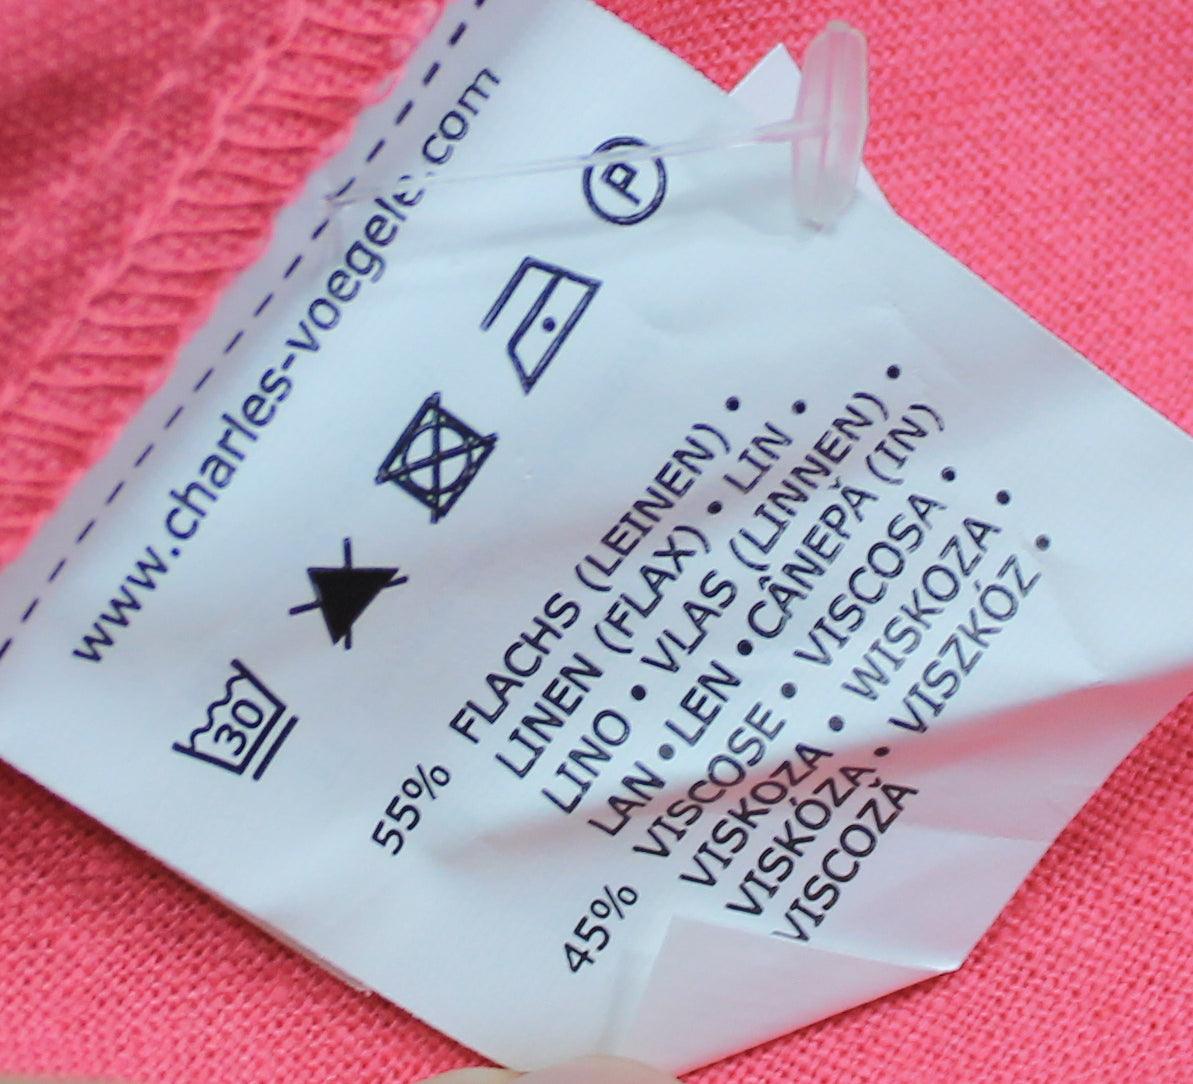 www.charles-voegele.com
30
P
55% FLACHS (LEINEN) •
LINEN (FLAX) • LIN •
LINO • VLAS (LINNEN) •
LAN • LEN • CÂNEPĂ (IN)
45% VISCOSE • VISCOSA •
VISKOZA • WISKOZA •
VISKÓZA • VISZKÓZ •
VISCOZĂ